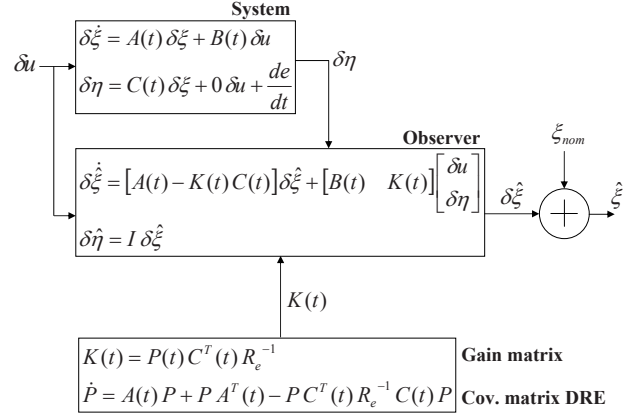 System
δξ̇ = A(t) δξ + B(t) δu
δη = C(t) δξ + 0 δu + de/dt
δu
δη
Observer
δξ̂̇ = [A(t) − K(t) C(t)] δξ̂ + [B(t) K(t)] [δu δη]
δη̂ = I δξ̂
ξnom
δξ̂
+
ξ̂
K(t)
K(t) = P(t) C^T(t) R_e^−1
Gain matrix
Ṗ = A(t) P + P A^T(t) − P C^T(t) R_e^−1 C(t) P
Cov. matrix DRE